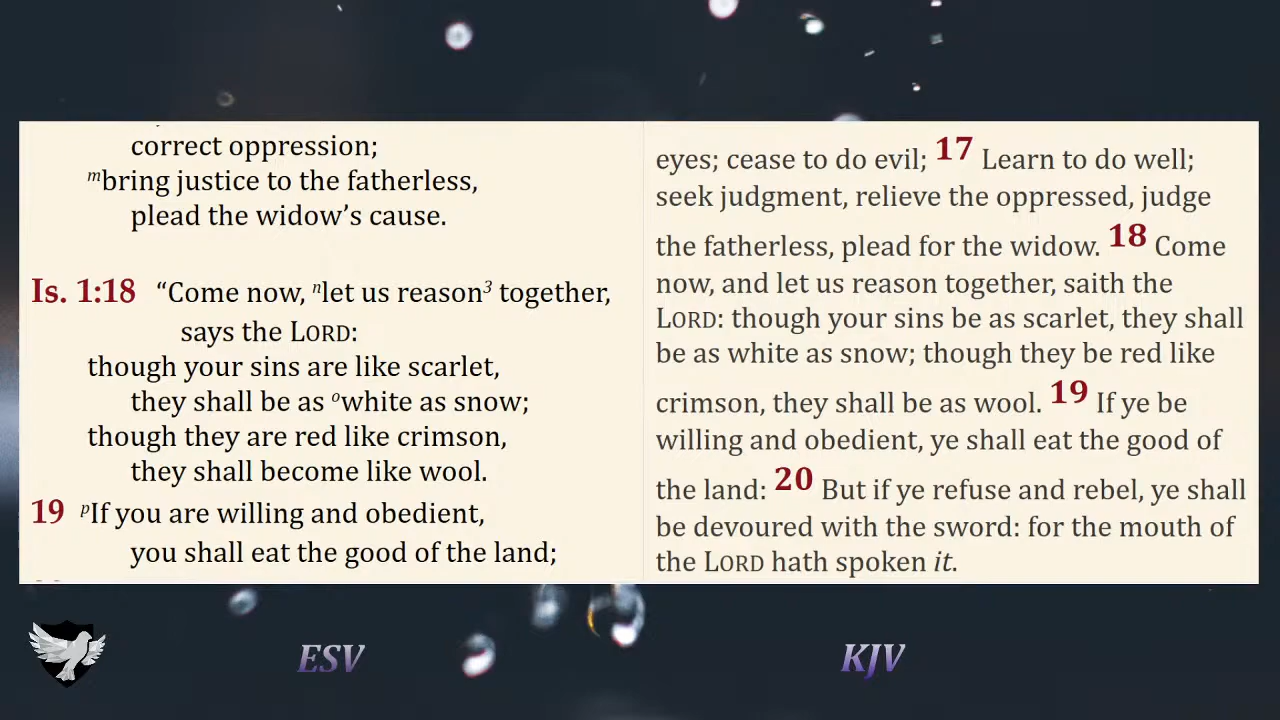 correct oppression;
ᵐbring justice to the fatherless,
plead the widow’s cause.
Is. 1:18 “Come now, ⁿlet us reason³ together,
says the LORD:
though your sins are like scarlet,
they shall be as ᵒwhite as snow;
though they are red like crimson,
they shall become like wool.
19 ᵖIf you are willing and obedient,
you shall eat the good of the land;
eyes; cease to do evil; 17 Learn to do well;
seek judgment, relieve the oppressed, judge
the fatherless, plead for the widow. 18 Come
now, and let us reason together, saith the
LORD: though your sins be as scarlet, they shall
be as white as snow; though they be red like
crimson, they shall be as wool. 19 If ye be
willing and obedient, ye shall eat the good of
the land: 20 But if ye refuse and rebel, ye shall
be devoured with the sword: for the mouth of
the LORD hath spoken it.
ESV
KJV